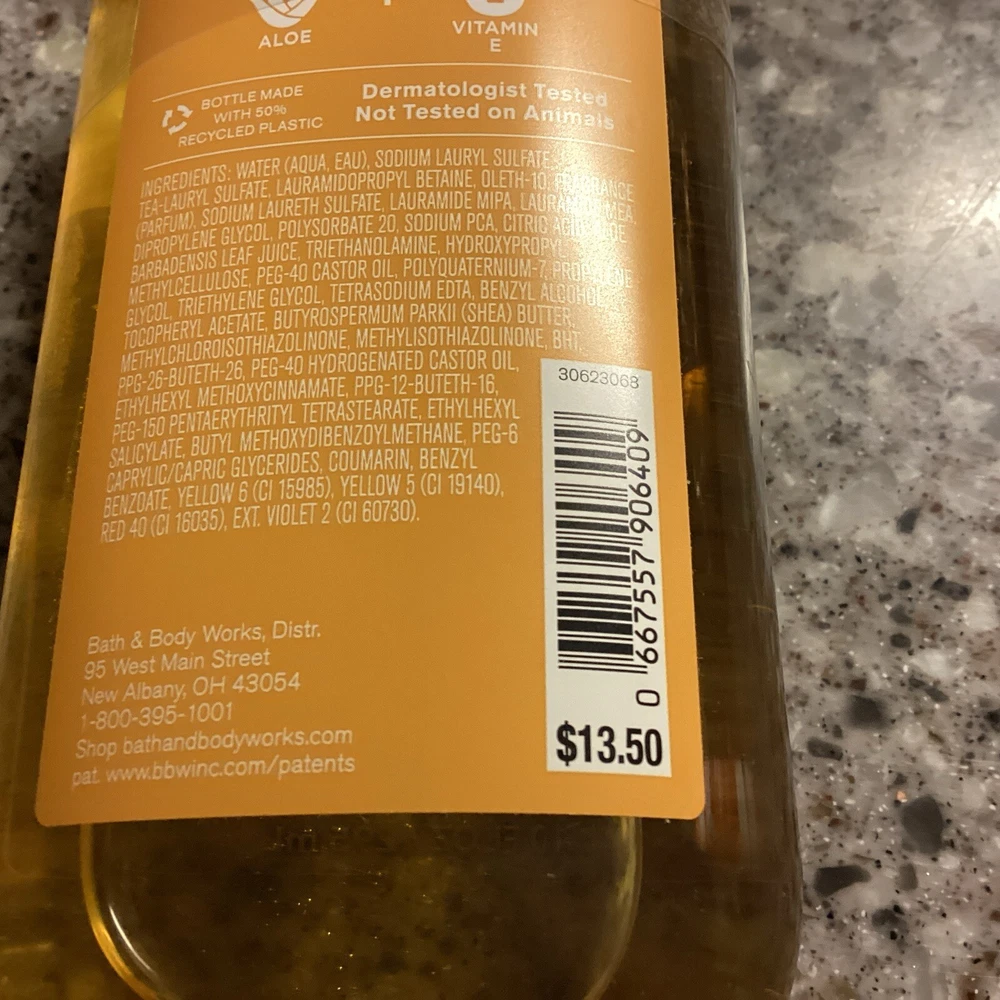 ALOE
VITAMIN
E
BOTTLE MADE
WITH 50%
RECYCLED PLASTIC
Dermatologist Tested
Not Tested on Animals
INGREDIENTS: WATER (AQUA, EAU), SODIUM LAURYL SULFATE,
TEA-LAURYL SULFATE, LAURAMIDOPROPYL BETAINE, OLETH-10, FRAGRANCE
(PARFUM), SODIUM LAURETH SULFATE, LAURAMIDE MIPA, MEA,
DIPROPYLENE GLYCOL, POLYSORBATE 20, SODIUM PCA, CITRIC ACID, ALOE
BARBADENSIS LEAF JUICE, TRIETHANOLAMINE, HYDROXYPROPYL
METHYLCELLULOSE, PEG-40 CASTOR OIL, POLYQUATERNIUM-7, PROPYLENE
GLYCOL, TRIETHYLENE GLYCOL, TETRASODIUM EDTA, BENZYL ALCOHOL,
TOCOPHERYL ACETATE, BUTYROSPERMUM PARKII (SHEA) BUTTER,
METHYLCHLOROISOTHIAZOLINONE, METHYLISOTHIAZOLINONE, BHT,
PPG-26-BUTETH-26, PEG-40 HYDROGENATED CASTOR OIL,
ETHYLHEXYL METHOXYCINNAMATE, PPG-12-BUTETH-16,
PEG-150 PENTAERYTHRITYL TETRASTEARATE, ETHYLHEXYL
SALICYLATE, BUTYL METHOXYDIBENZOYLMETHANE, PEG-6
CAPRYLIC/CAPRIC GLYCERIDES, COUMARIN, BENZYL
BENZOATE, YELLOW 6 (CI 15985), YELLOW 5 (CI 19140),
RED 40 (CI 16035), EXT. VIOLET 2 (CI 60730).
30623068
0 667557 906409
$13.50
Bath & Body Works, Distr.
95 West Main Street
New Albany, OH 43054
1-800-395-1001
Shop bathandbodyworks.com
pat. www.bbwinc.com/patents